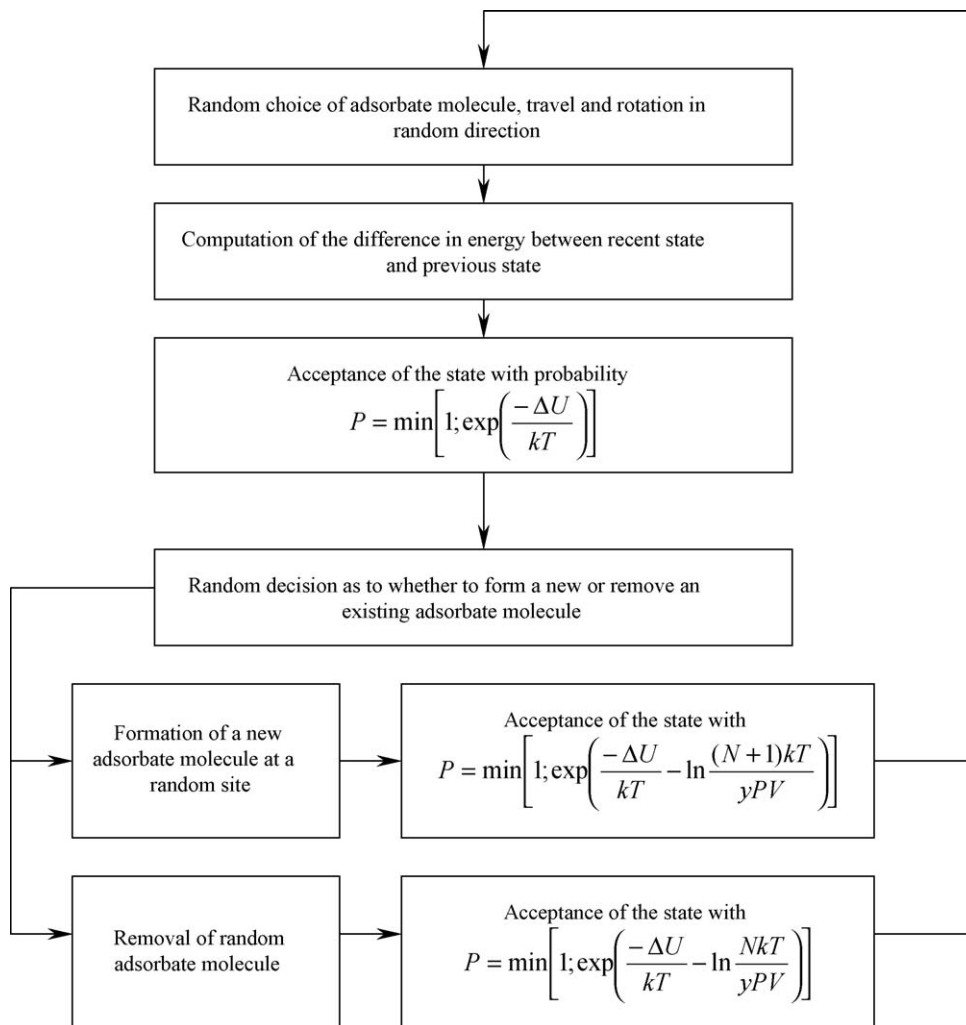 Random choice of adsorbate molecule, travel and rotation in
random direction
Computation of the difference in energy between recent state
and previous state
Acceptance of the state with probability
P = min[1;exp(-ΔU/kT)]
Random decision as to whether to form a new or remove an
existing adsorbate molecule
Formation of a new
adsorbate molecule at a
random site
Acceptance of the state with
P = min[1;exp(-ΔU/kT - ln (N+1)kT/yPV)]
Removal of random
adsorbate molecule
Acceptance of the state with
P = min[1;exp(-ΔU/kT - ln NkT/yPV)]